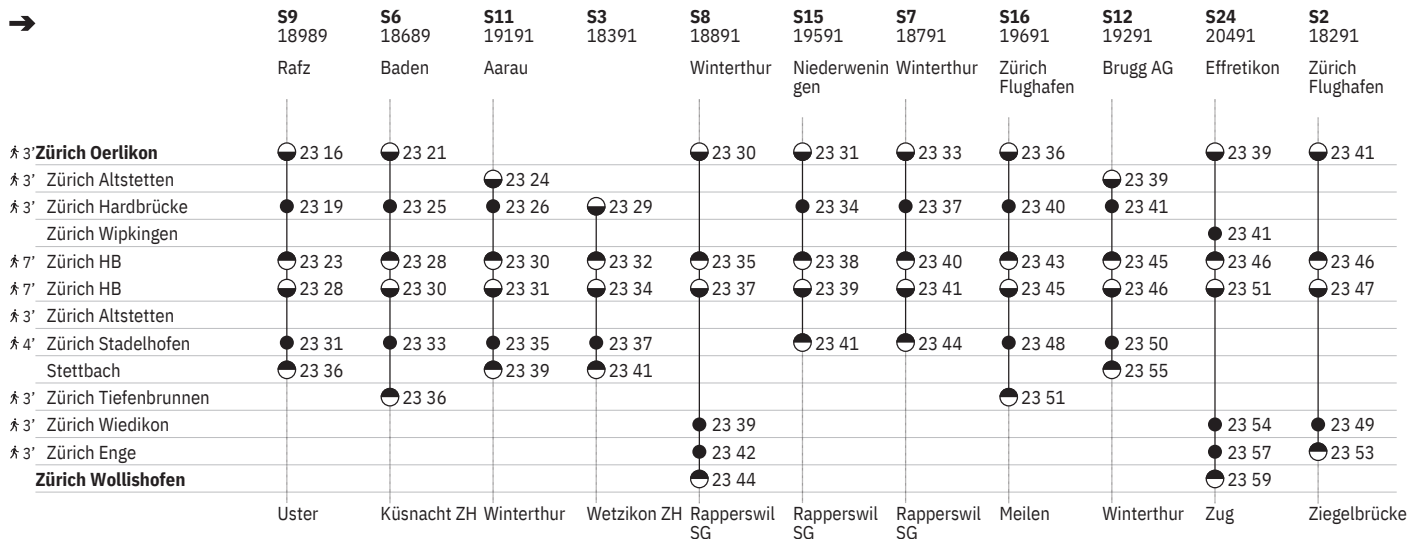 ➔ S9 S6 S11 S3 S8 S15 S7 S16 S12 S24 S2
18989 18689 19191 18391 18891 19591 18791 19691 19291 20491 18291
Rafz Baden Aarau Winterthur Niederwenin Winterthur Zürich Brugg AG Effretikon Zürich
gen Flughafen Flughafen
3’ Zürich Oerlikon 23 16 23 21 23 30 23 31 23 33 23 36 23 39 23 41
3’ Zürich Altstetten 23 24 23 39
3’ Zürich Hardbrücke 23 19 23 25 23 26 23 29 23 34 23 37 23 40 23 41
Zürich Wipkingen 23 41
7’ Zürich HB 23 23 23 28 23 30 23 32 23 35 23 38 23 40 23 43 23 45 23 46 23 46
7’ Zürich HB 23 28 23 30 23 31 23 34 23 37 23 39 23 41 23 45 23 46 23 51 23 47
3’ Zürich Altstetten
4’ Zürich Stadelhofen 23 31 23 33 23 35 23 37 23 41 23 44 23 48 23 50
Stettbach 23 36 23 39 23 41 23 55
3’ Zürich Tiefenbrunnen 23 36 23 51
3’ Zürich Wiedikon 23 39 23 54 23 49
3’ Zürich Enge 23 42 23 57 23 53
Zürich Wollishofen 23 44 23 59
Uster Küsnacht ZH Winterthur Wetzikon ZH Rapperswil Rapperswil Rapperswil Meilen Winterthur Zug Ziegelbrücke
SG SG SG